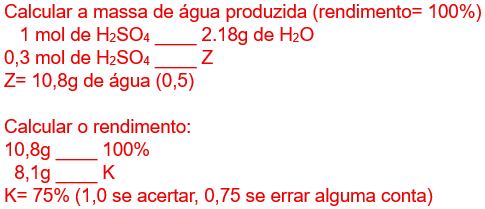 Calcular a massa de água produzida (rendimento= 100%)
1 mol de H₂SO₄ ____ 2.18g de H₂O
0,3 mol de H₂SO₄ ____ Z
Z= 10,8g de água (0,5)
Calcular o rendimento:
10,8g ____ 100%
8,1g ____ K
K= 75% (1,0 se acertar, 0,75 se errar alguma conta)